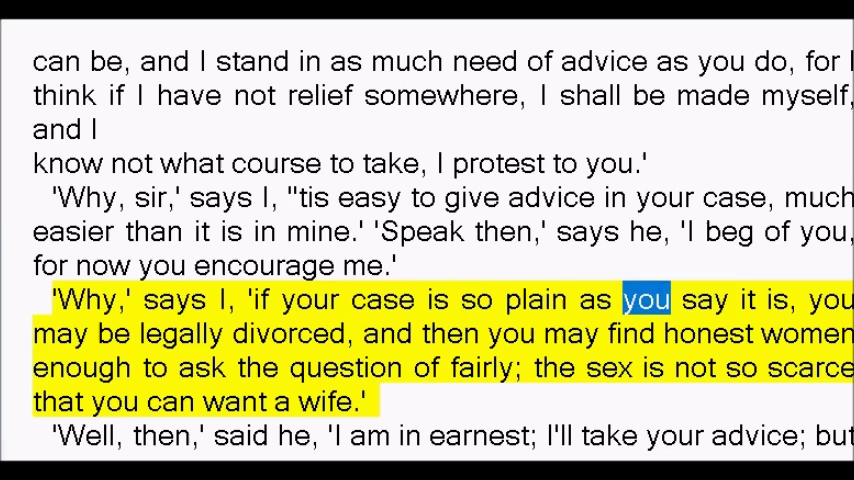 can be, and I stand in as much need of advice as you do, for I
think if I have not relief somewhere, I shall be made myself,
and I
know not what course to take, I protest to you.'
'Why, sir,' says I, ''tis easy to give advice in your case, much
easier than it is in mine.' 'Speak then,' says he, 'I beg of you,
for now you encourage me.'
'Why,' says I, 'if your case is so plain as you say it is, you
may be legally divorced, and then you may find honest women
enough to ask the question of fairly; the sex is not so scarce
that you can want a wife.'
'Well, then,' said he, 'I am in earnest; I'll take your advice; but